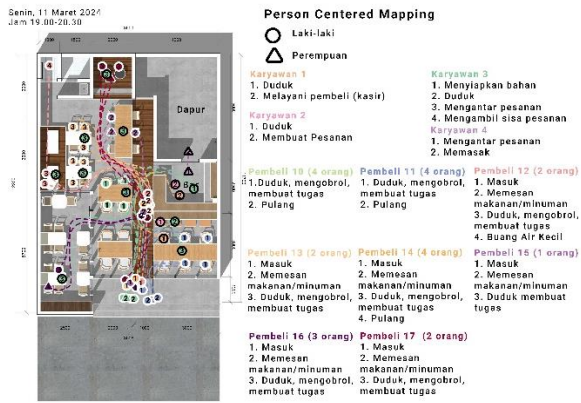 Senin, 11 Maret 2024
Jam 19.00-20.30
Person Centered Mapping
Laki-laki
Perempuan
Dapur
Karyawan 1
1. Duduk
2. Melayani pembeli (kasir)
Karyawan 2
1. Duduk
2. Membuat Pesanan
Karyawan 3
1. Menyiapkan bahan
2. Duduk
3. Mengantar pesanan
4. Mengambil sisa pesanan
Karyawan 4
1. Mengantar pesanan
2. Memasak
Pembeli 10 (4 orang)
1. Duduk, mengobrol,
membuat tugas
2. Pulang
Pembeli 11 (4 orang)
1. Duduk, mengobrol,
membuat tugas
2. Pulang
Pembeli 12 (2 orang)
1. Masuk
2. Memesan
makanan/minuman
3. Duduk, mengobrol,
membuat tugas
4. Buang Air Kecil
Pembeli 13 (2 orang)
1. Masuk
2. Memesan
makanan/minuman
3. Duduk, mengobrol,
membuat tugas
Pembeli 14 (4 orang)
1. Masuk
2. Memesan
makanan/minuman
3. Duduk, mengobrol,
membuat tugas
4. Pulang
Pembeli 15 (1 orang)
1. Masuk
2. Memesan
makanan/minuman
3. Duduk membuat
tugas
Pembeli 16 (3 orang)
1. Masuk
2. Memesan
makanan/minuman
3. Duduk, mengobrol,
membuat tugas
Pembeli 17 (2 orang)
1. Masuk
2. Memesan
makanan/minuman
3. Duduk, mengobrol,
membuat tugas